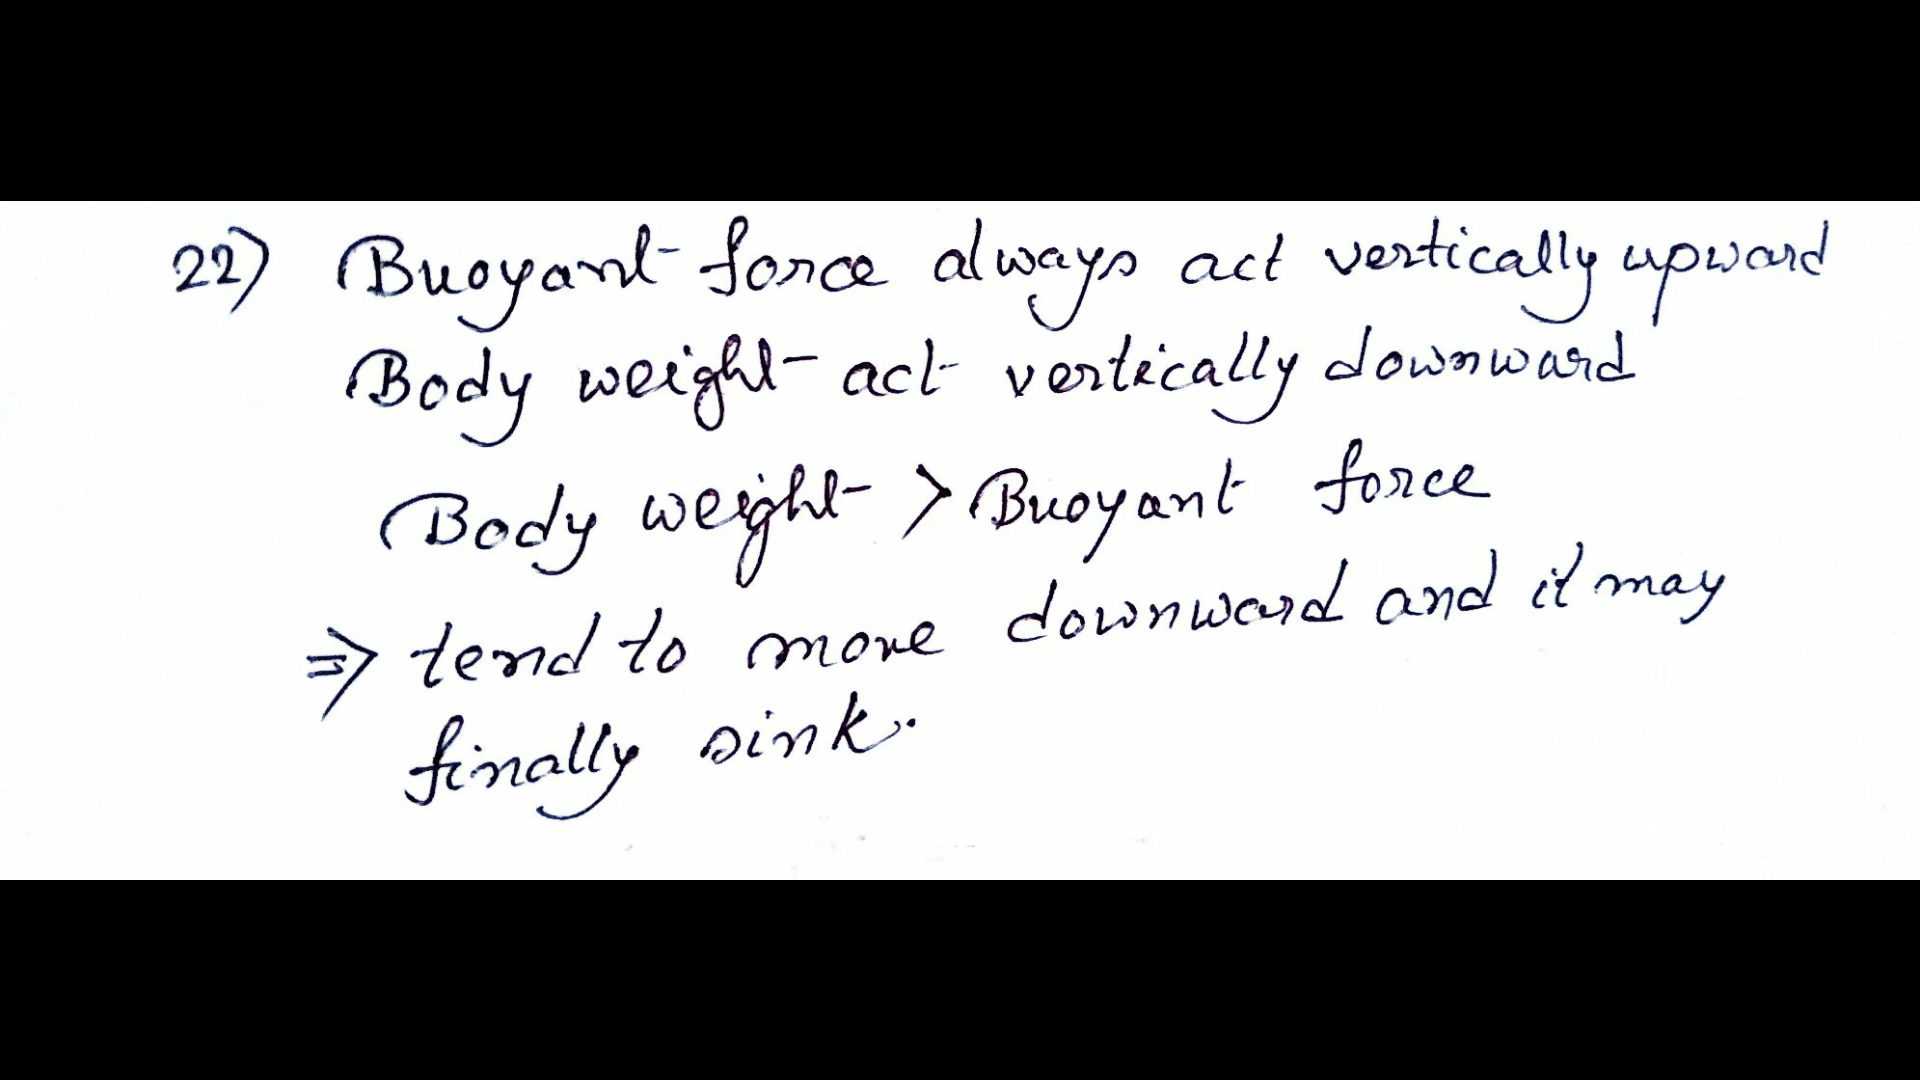 22) Buoyant force always act vertically upward
Body weight act vertically downward
Body weight > Buoyant force
⇒ tend to move downward and it may
finally sink.